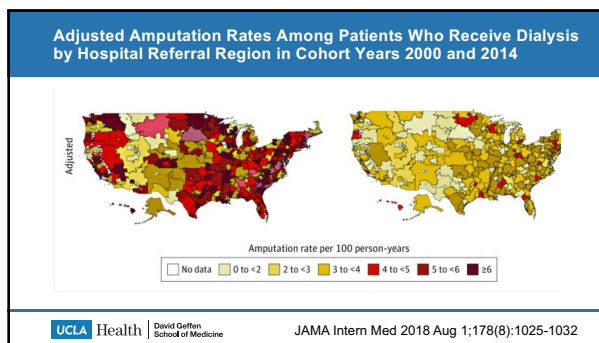 Adjusted Amputation Rates Among Patients Who Receive Dialysis
by Hospital Referral Region in Cohort Years 2000 and 2014
Adjusted
Amputation rate per 100 person-years
No data 0 to <2 2 to <3 3 to <4 4 to <5 5 to <6 ≥6
UCLA Health David Geffen
School of Medicine
JAMA Intern Med 2018 Aug 1;178(8):1025-1032